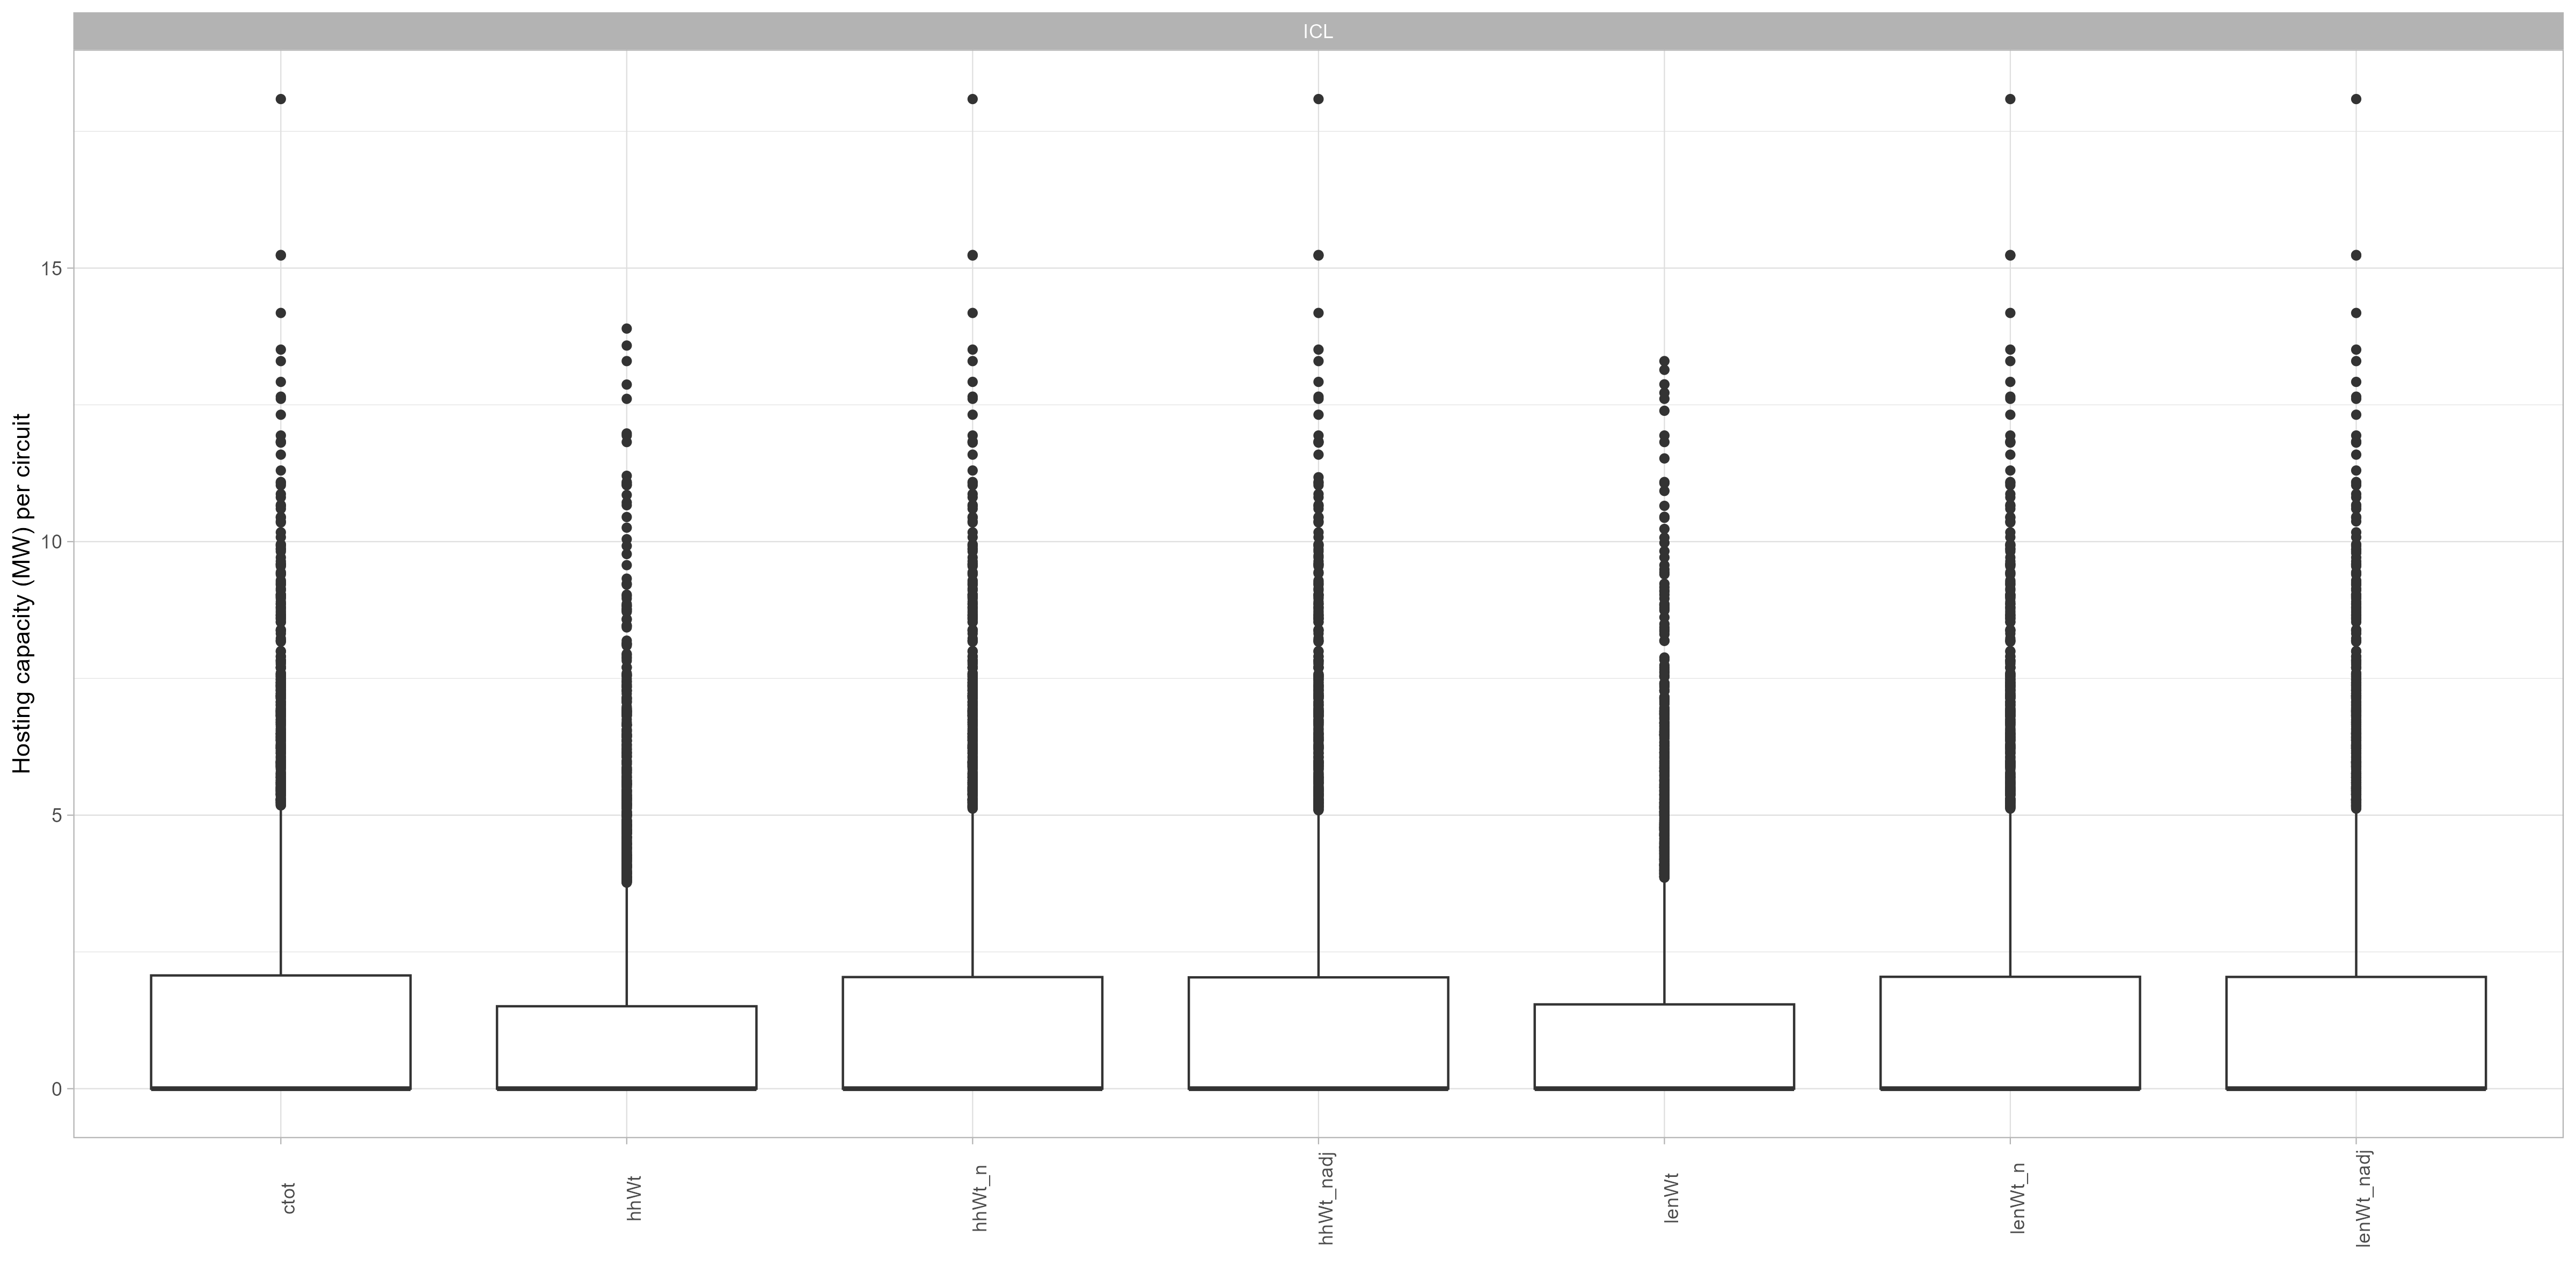 ICL
Hosting capacity (MW) per circuit
15
10
5
0
ctot
hhWt
hhWt_n
hhWt_nadj
lenWt
lenWt_n
lenWt_nadj